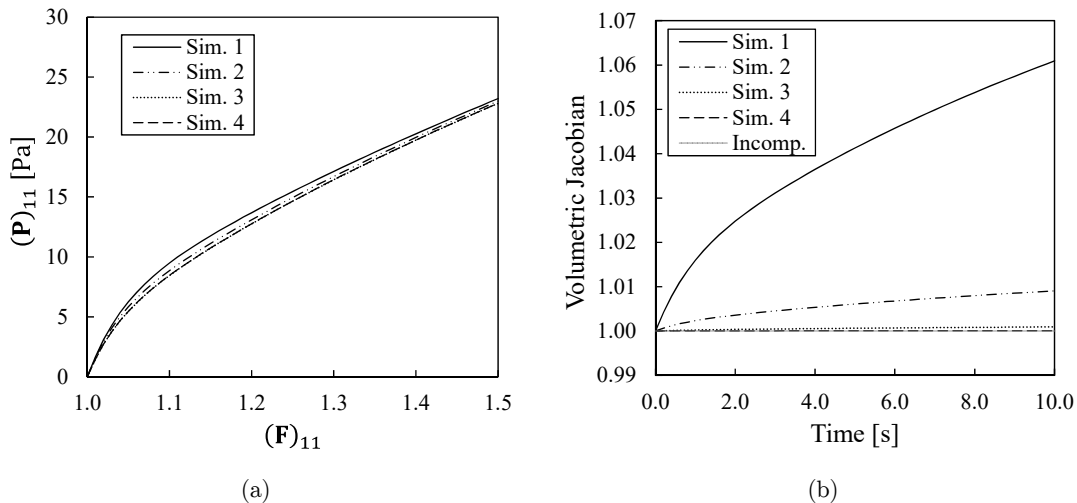 30
25
20
15
10
5
0
1.0 1.1 1.2 1.3 1.4 1.5
(P)₁₁ [Pa]
(F)₁₁
Sim. 1
Sim. 2
Sim. 3
Sim. 4
(a)
1.07
1.06
1.05
1.04
1.03
1.02
1.01
1.00
0.99
0.0 2.0 4.0 6.0 8.0 10.0
Volumetric Jacobian
Time [s]
Sim. 1
Sim. 2
Sim. 3
Sim. 4
Incomp.
(b)